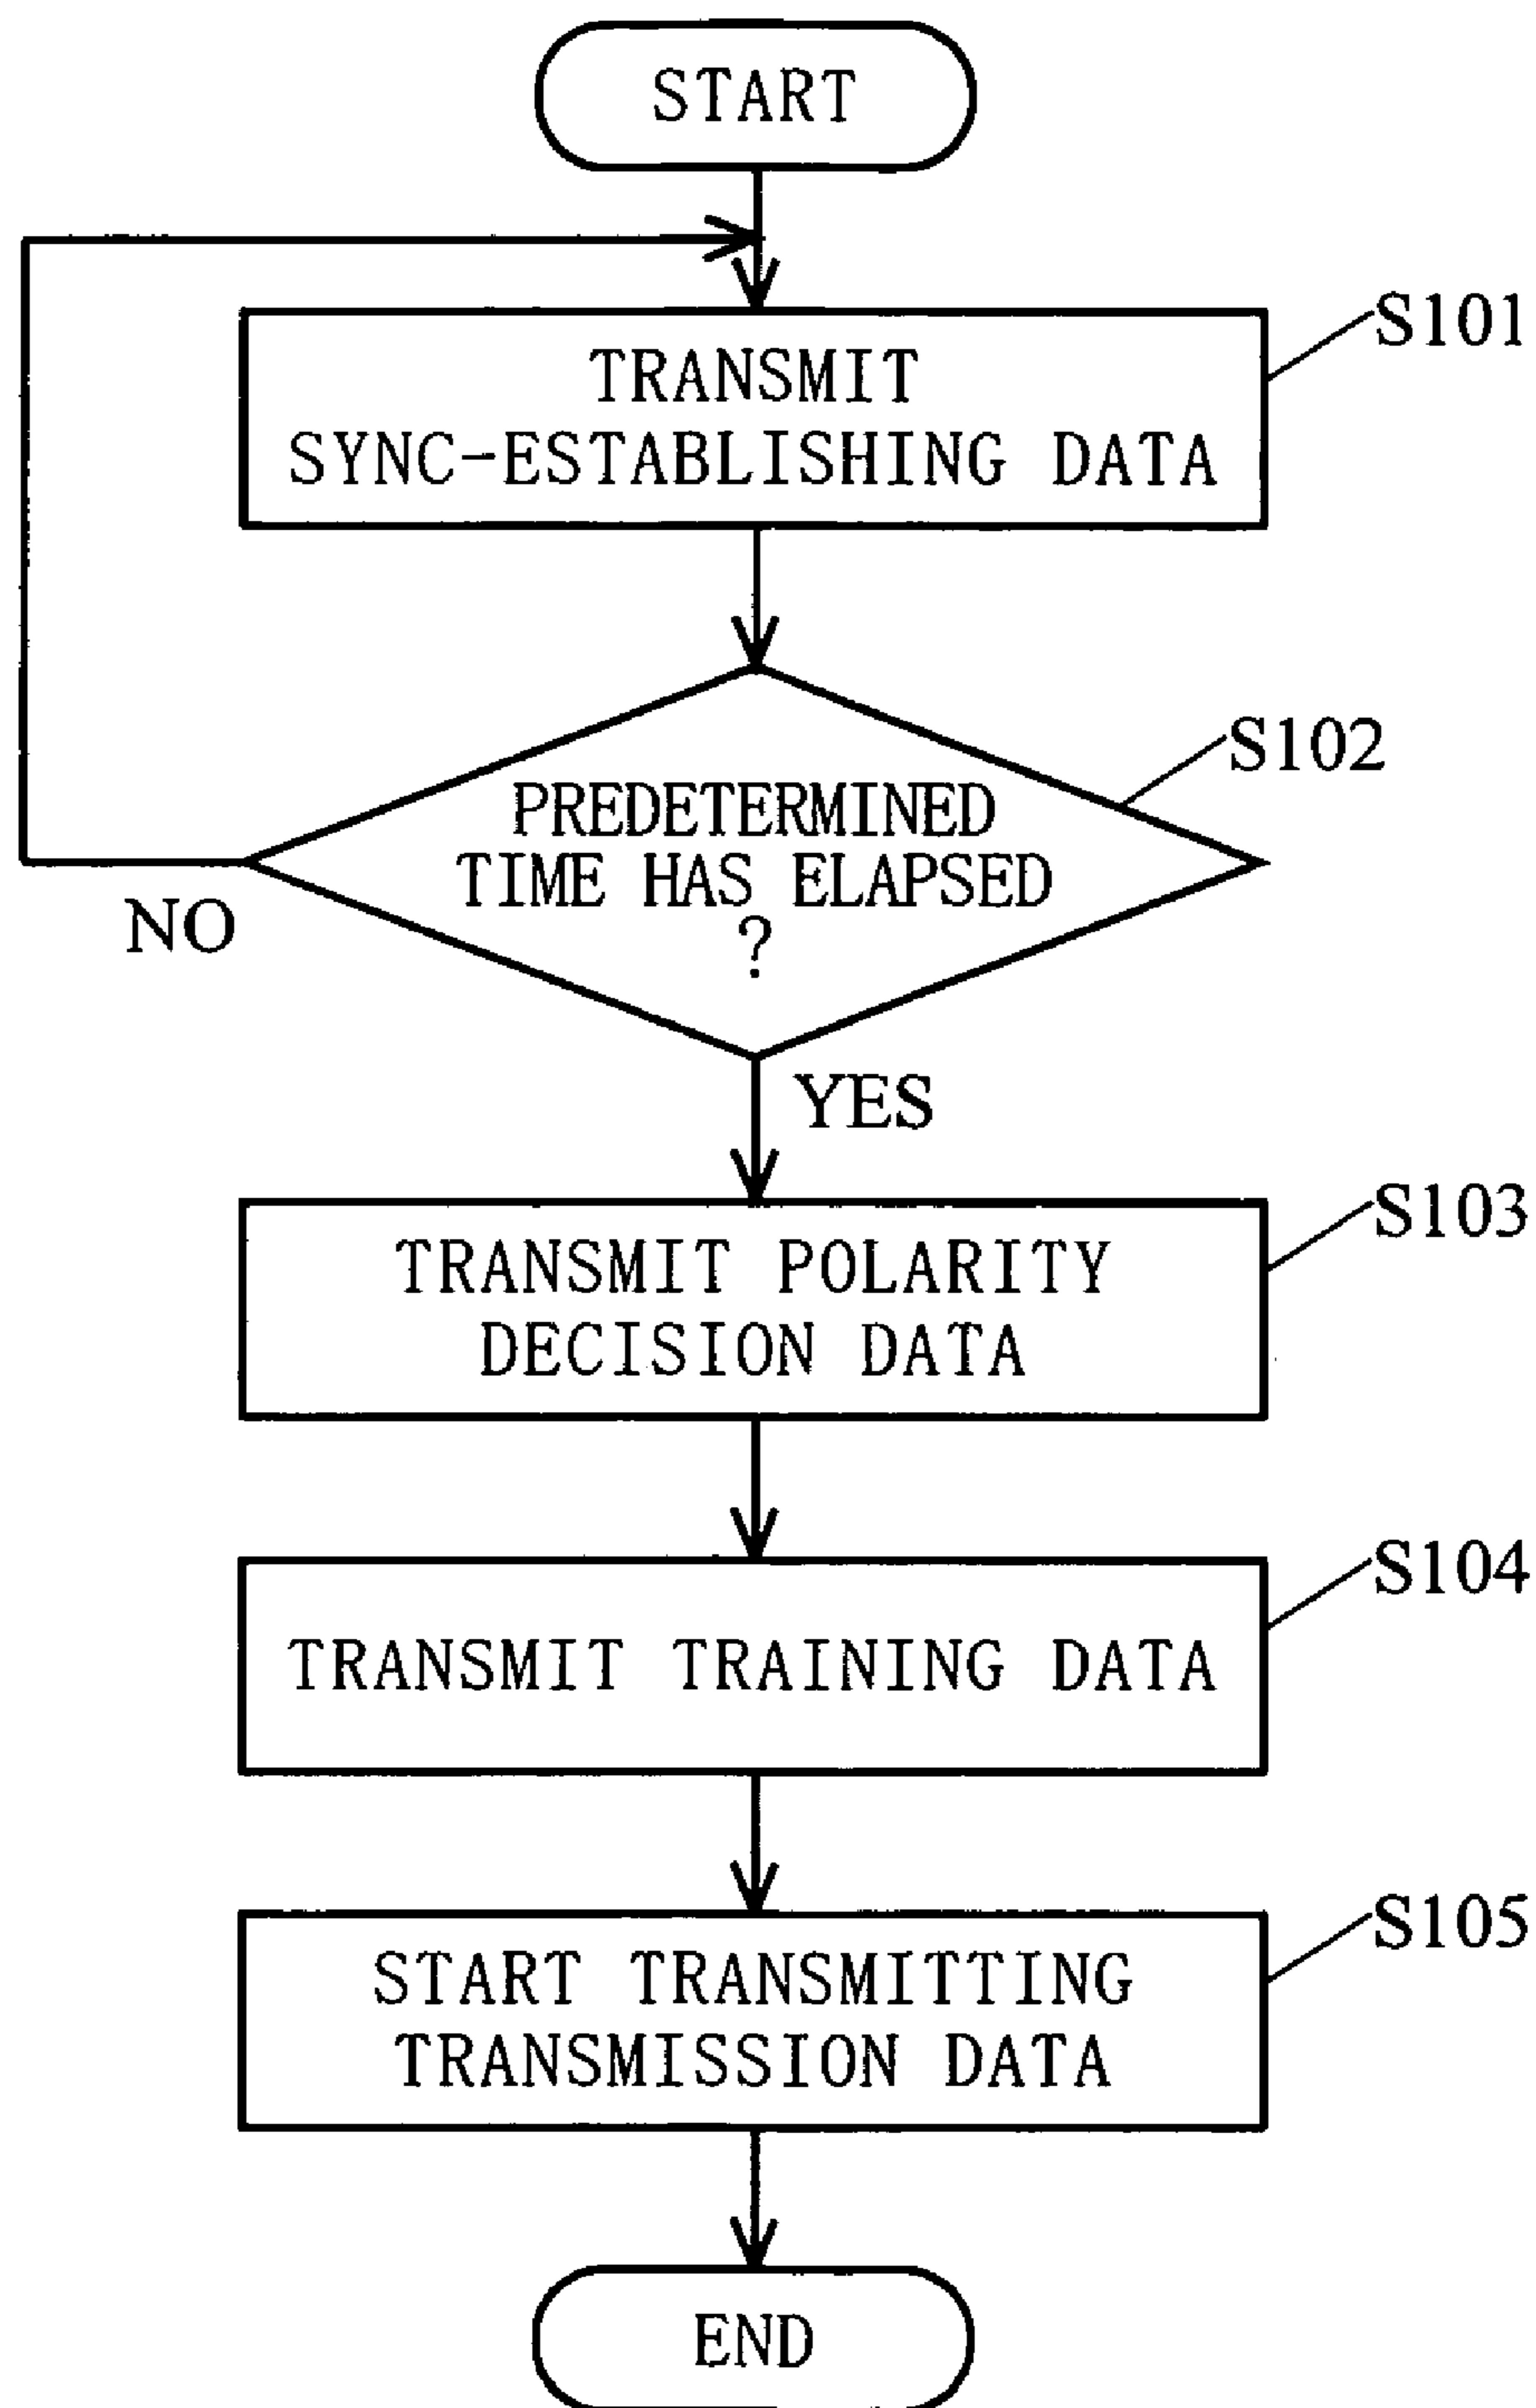 START
S101
TRANSMIT
SYNC-ESTABLISHING DATA
S102
PREDETERMINED
TIME HAS ELAPSED
?
NO
YES
S103
TRANSMIT POLARITY
DECISION DATA
S104
TRANSMIT TRAINING DATA
S105
START TRANSMITTING
TRANSMISSION DATA
END